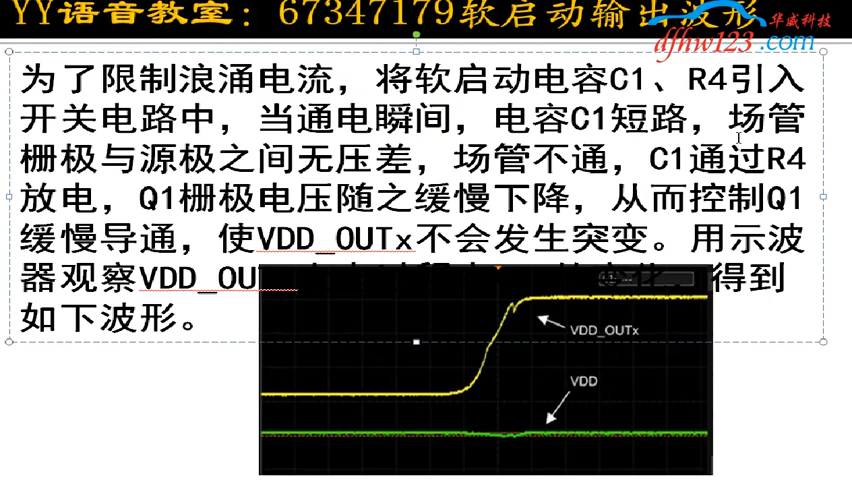 YY语音教室：67347179软启动输出波形
华威科技
dfhw123.com
为了限制浪涌电流，将软启动电容C1、R4引入
开关电路中，当通电瞬间，电容C1短路，场管
栅极与源极之间无压差，场管不通，C1通过R4
放电，Q1栅极电压随之缓慢下降，从而控制Q1
缓慢导通，使VDD_OUTx不会发生突变。用示波
器观察VDD_OU 得到
如下波形。
VDD_OUTx
VDD